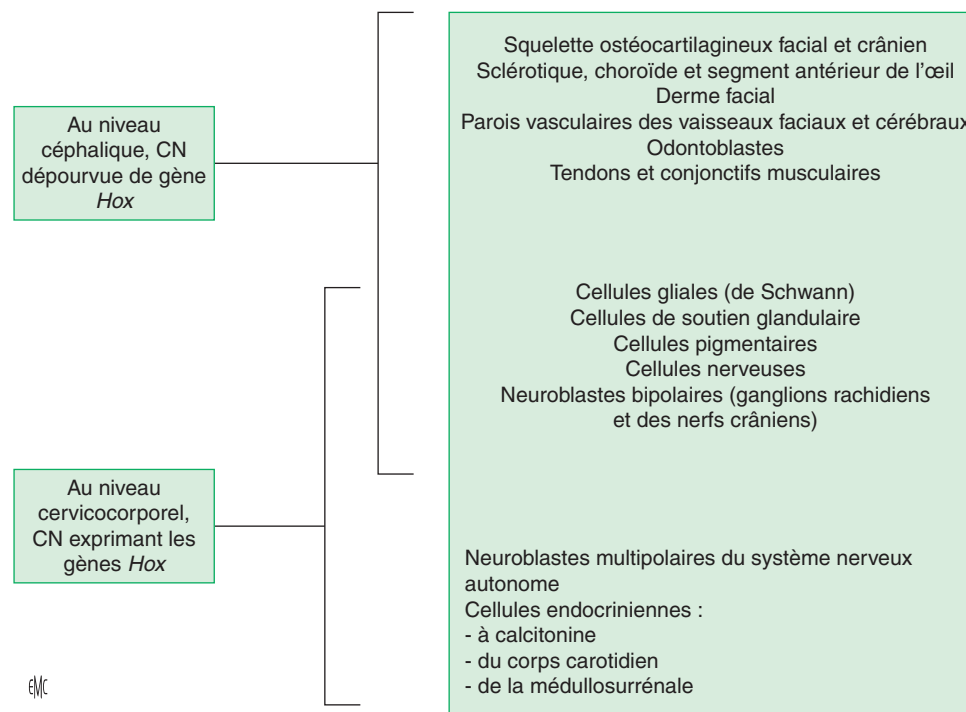 Au niveau
céphalique, CN
dépourvue de gène
Hox
Squelette ostéocartilagineux facial et crânien
Sclérotique, choroïde et segment antérieur de l'œil
Derme facial
Parois vasculaires des vaisseaux faciaux et cérébraux
Odontoblastes
Tendons et conjonctifs musculaires
Cellules gliales (de Schwann)
Cellules de soutien glandulaire
Cellules pigmentaires
Cellules nerveuses
Neuroblastes bipolaires (ganglions rachidiens
et des nerfs crâniens)
Au niveau
cervicocorporel,
CN exprimant les
gènes Hox
Neuroblastes multipolaires du système nerveux
autonome
Cellules endocriniennes :
- à calcitonine
- du corps carotidien
- de la médullosurrénale
EMC